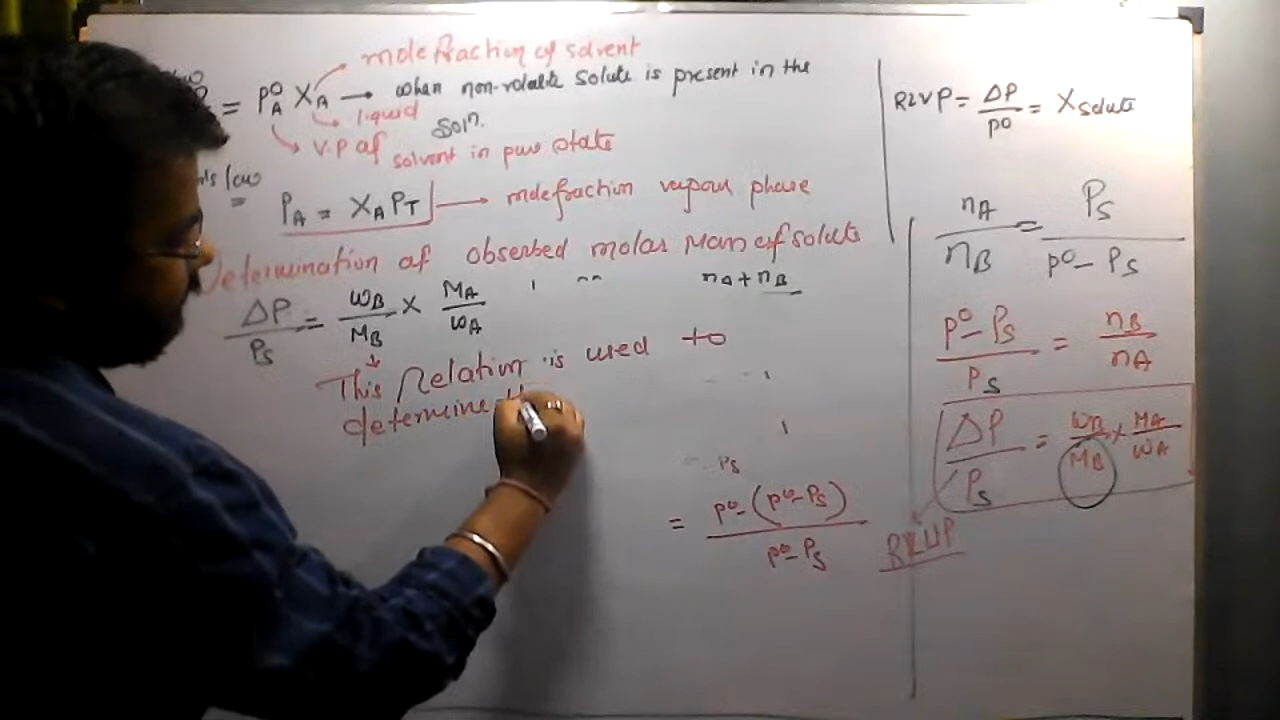 mole fraction of solvent
= P°A XA → when non-volatile solute is present in the
liquid soln.
V.P of solvent in pure state
law
PA = XA PT → molefraction vapour phase
Determination of observed molar Mass of solute
nA + nB
ΔP/PS = wB/MB × MA/wA
This Relation is used to
determine
PS
= P°-(P°-PS) / P°-PS
RLVP = ΔP/P° = Xsolute
nA/nB = PS / P°-PS
P°-PS / PS = nB/nA
ΔP/PS = wB/MB × MA/wA
RLVP